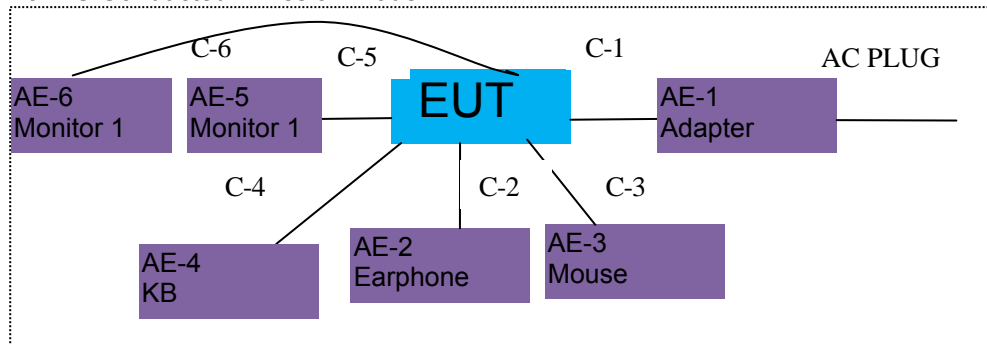 C-6
C-5
C-1
AC PLUG
AE-6
Monitor 1
AE-5
Monitor 1
EUT
AE-1
Adapter
C-4
C-2
C-3
AE-4
KB
AE-2
Earphone
AE-3
Mouse